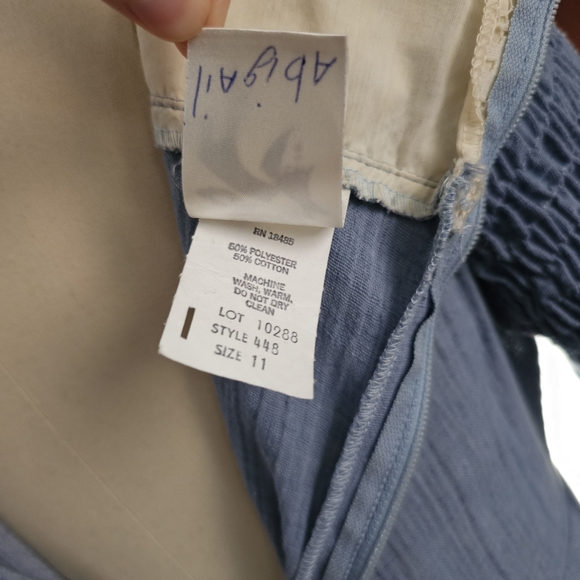 Abigail
RN 18485
50% POLYESTER
50% COTTON
MACHINE
WASH, WARM.
DO NOT DRY
CLEAN
LOT 10288
STYLE 448
SIZE 11